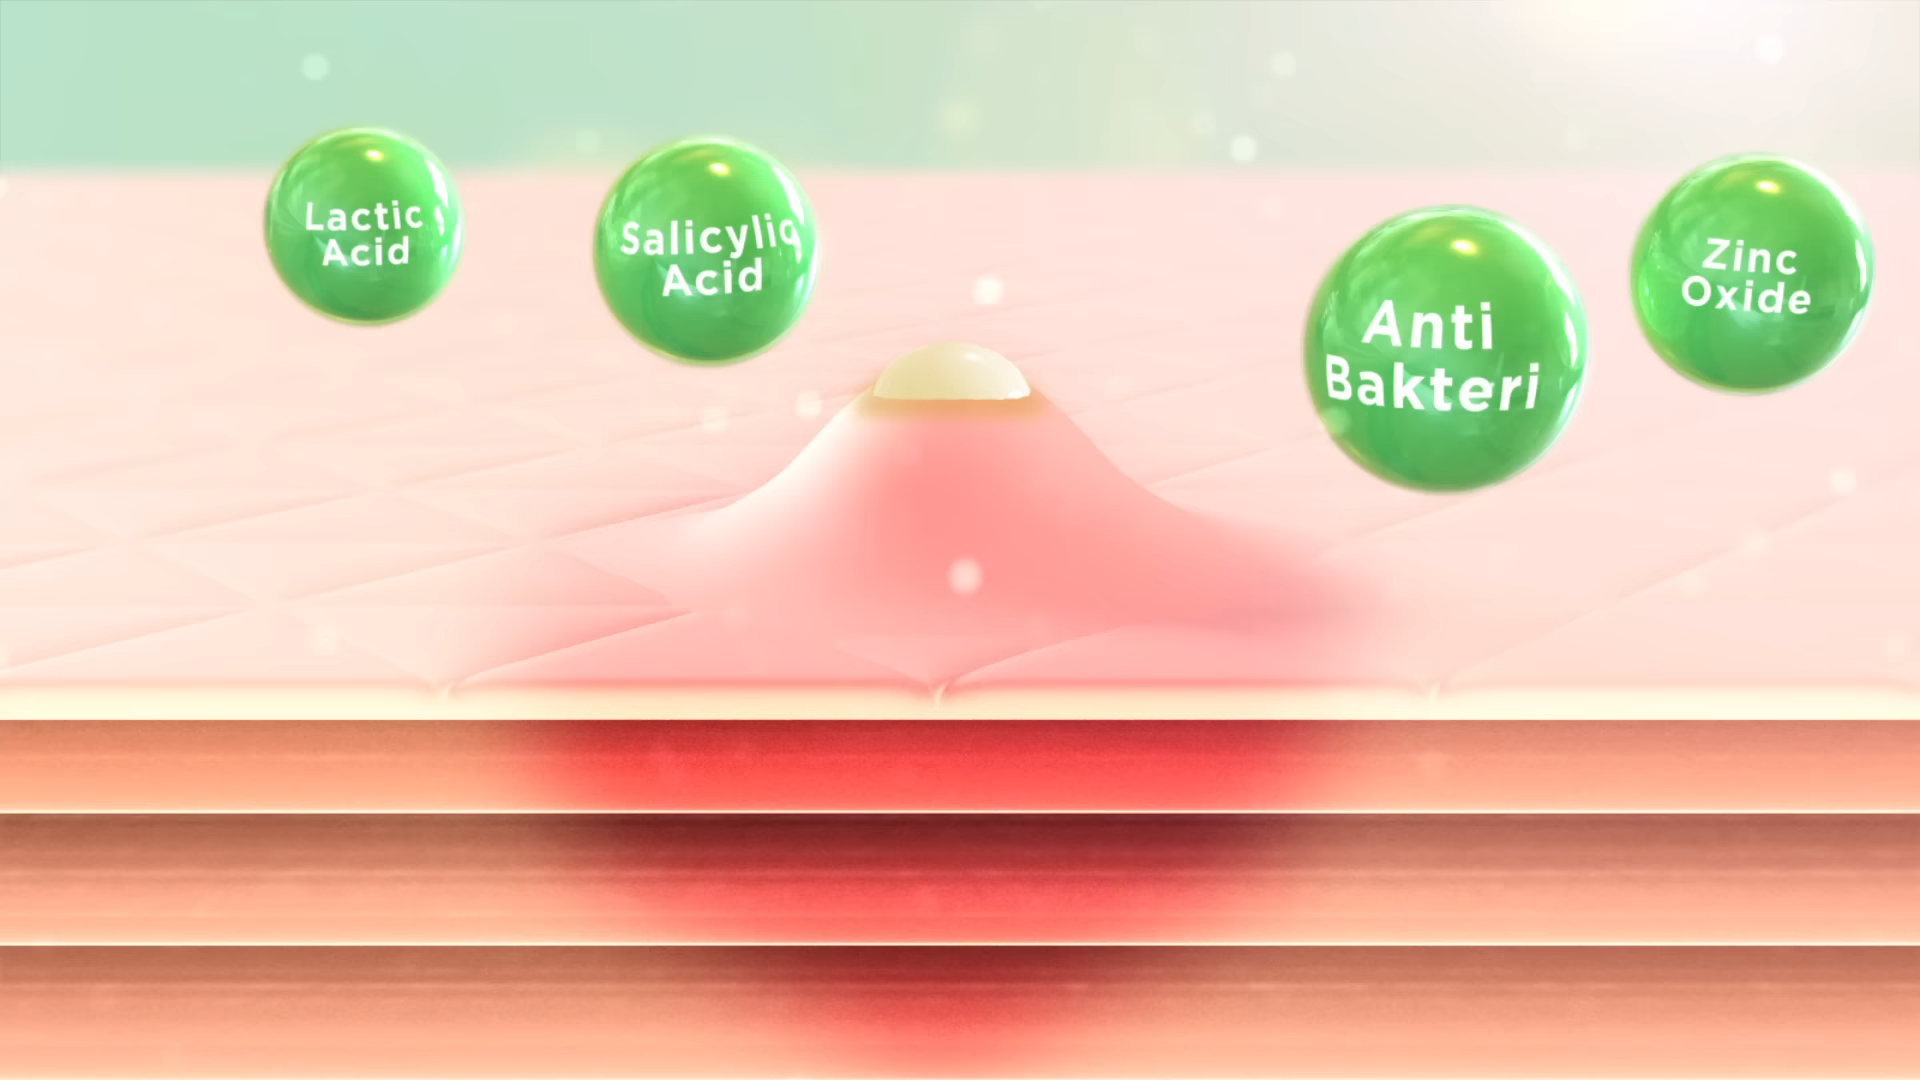 Lactic
Acid
Salicylic
Acid
Anti
Bakteri
Zinc
Oxide